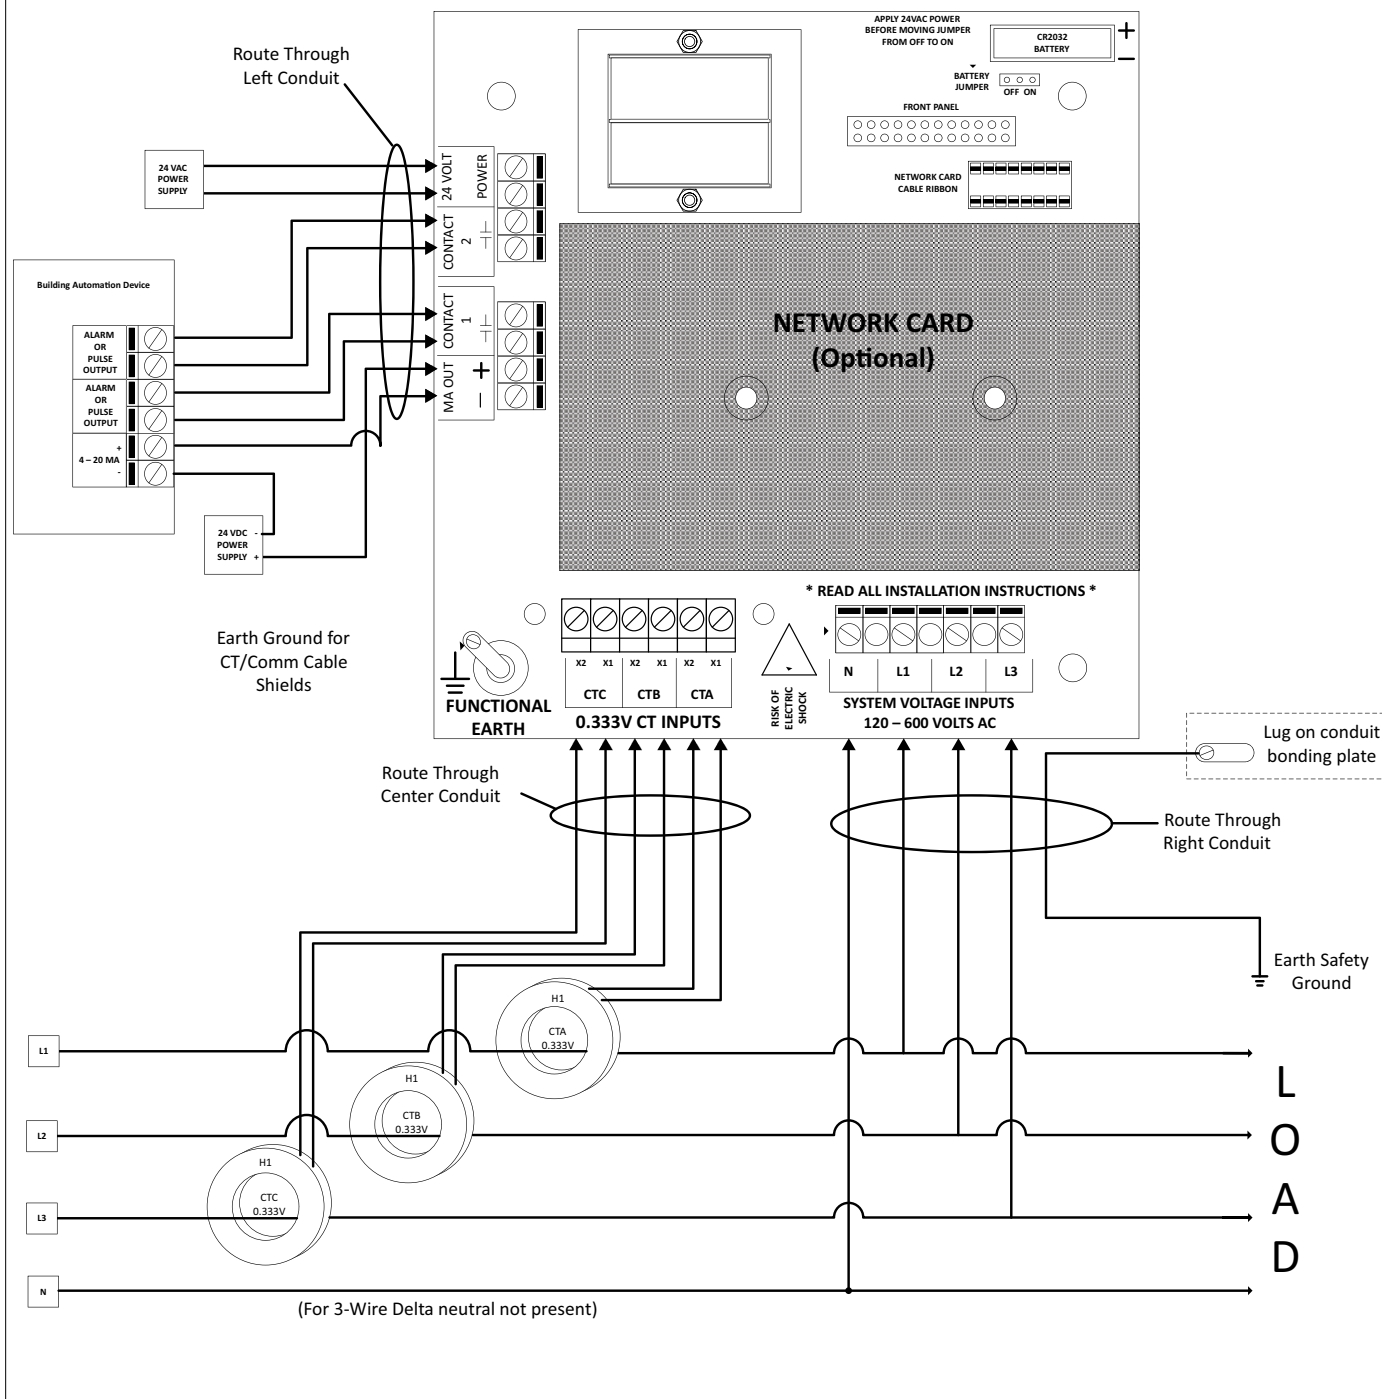 APPLY 24VAC POWER
BEFORE MOVING JUMPER
FROM OFF TO ON
CR2032
BATTERY
+
–
BATTERY
JUMPER
OFF ON
FRONT PANEL
NETWORK CARD
CABLE RIBBON
Route Through
Left Conduit
24 VAC
POWER
SUPPLY
24 VOLT
POWER
CONTACT
2
CONTACT
1
MA OUT
+
–
Building Automation Device
ALARM
OR
PULSE
OUTPUT
ALARM
OR
PULSE
OUTPUT
+
4 – 20 MA
-
24 VDC -
POWER
SUPPLY +
NETWORK CARD
(Optional)
* READ ALL INSTALLATION INSTRUCTIONS *
Earth Ground for
CT/Comm Cable
Shields
FUNCTIONAL
EARTH
X2 X1 X2 X1 X2 X1
CTC CTB CTA
0.333V CT INPUTS
RISK OF
ELECTRIC
SHOCK
N L1 L2 L3
SYSTEM VOLTAGE INPUTS
120 – 600 VOLTS AC
Lug on conduit
bonding plate
Route Through
Center Conduit
Route Through
Right Conduit
Earth Safety
Ground
H1
CTA
0.333V
L1
H1
CTB
0.333V
L2
H1
CTC
0.333V
L3
N
L
O
A
D
(For 3-Wire Delta neutral not present)